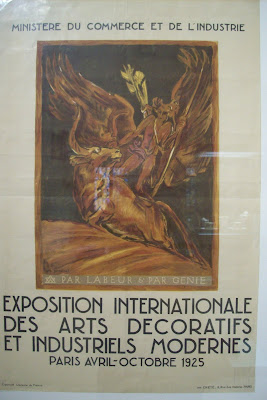 MINISTERE DU COMMERCE ET DE L'INDUSTRIE
PAR LABEUR & PAR GENIE
EXPOSITION INTERNATIONALE
DES ARTS DECORATIFS
ET INDUSTRIELS MODERNES
PARIS AVRIL-OCTOBRE 1925